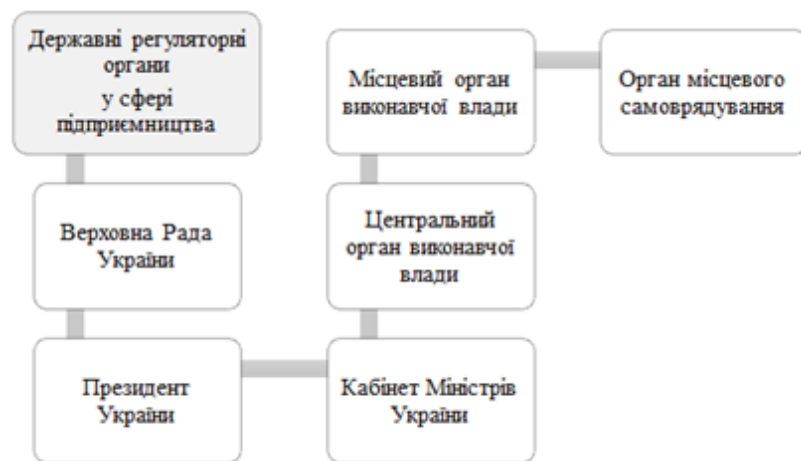 Державні регуляторні
органи
у сфері
підприємництва
Верховна Рада
України
Президент
України
Кабінет Міністрів
України
Центральний
орган виконавчої
влади
Місцевий орган
виконавчої влади
Орган місцевого
самоврядування